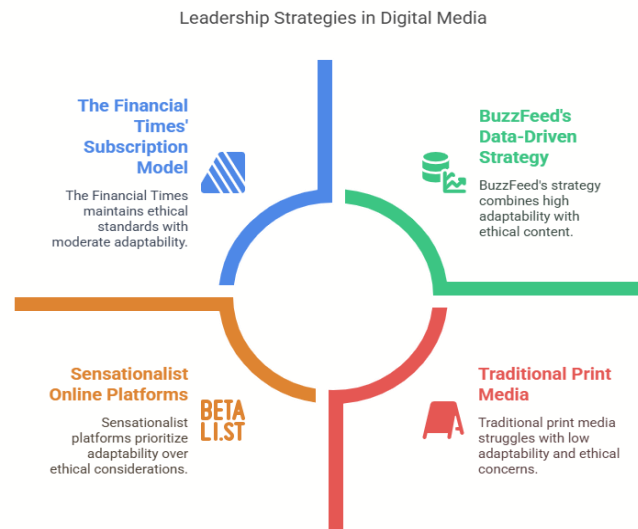 Leadership Strategies in Digital Media
The Financial
Times'
Subscription
Model
The Financial Times
maintains ethical
standards with
moderate adaptability.
BuzzFeed's
Data-Driven
Strategy
BuzzFeed's strategy
combines high
adaptability with
ethical content.
Sensationalist
Online Platforms
Sensationalist
platforms prioritize
adaptability over
ethical considerations.
BETA
LI.ST
Traditional Print
Media
Traditional print media
struggles with low
adaptability and ethical
concerns.